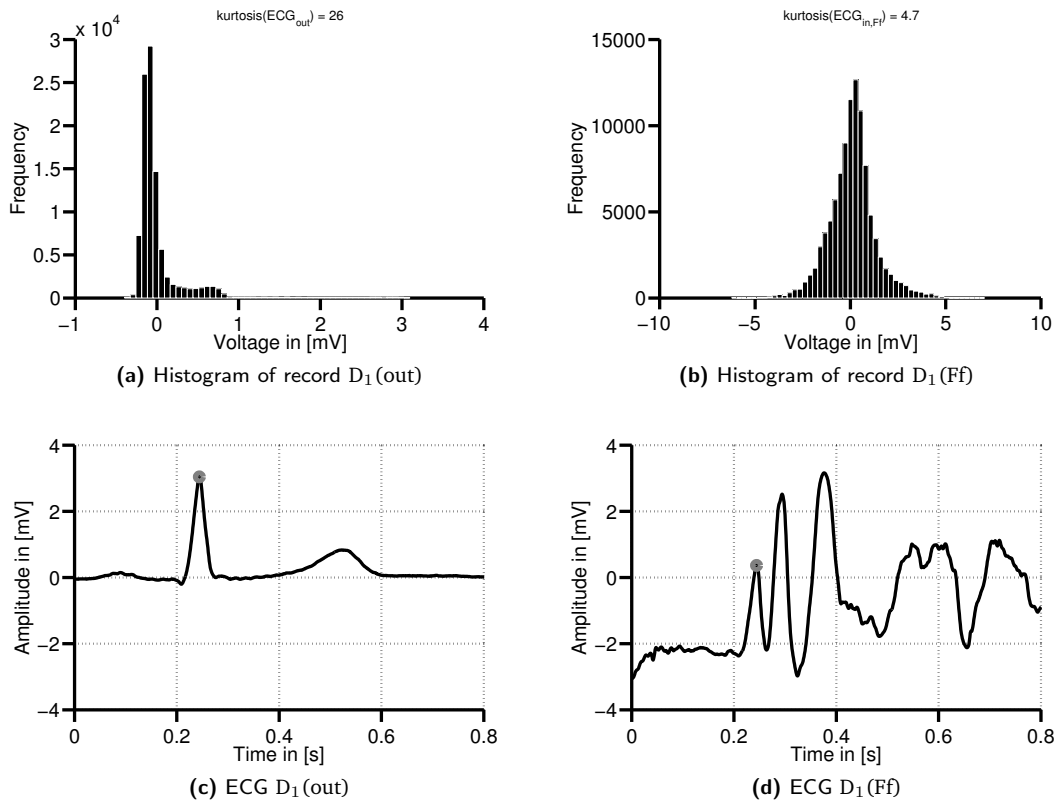 kurtosis(ECG_out) = 26
x 10^4
3
2.5
2
1.5
1
0.5
0
Frequency
−1 0 1 2 3 4
Voltage in [mV]
(a) Histogram of record D_1(out)
kurtosis(ECG_in,Ff) = 4.7
15000
10000
5000
0
Frequency
−10 −5 0 5 10
Voltage in [mV]
(b) Histogram of record D_1(Ff)
4
2
0
−2
−4
Amplitude in [mV]
0 0.2 0.4 0.6 0.8
Time in [s]
(c) ECG D_1(out)
4
2
0
−2
−4
Amplitude in [mV]
0 0.2 0.4 0.6 0.8
Time in [s]
(d) ECG D_1(Ff)